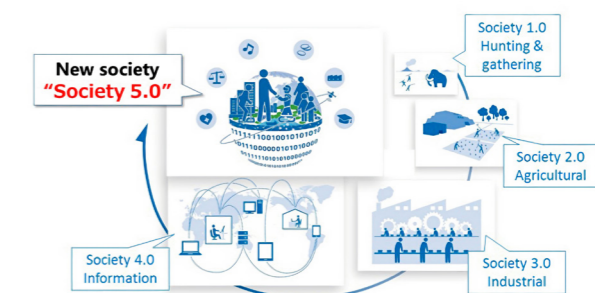 New society
“Society 5.0”
Society 1.0
Hunting &
gathering
Society 2.0
Agricultural
Society 3.0
Industrial
Society 4.0
Information